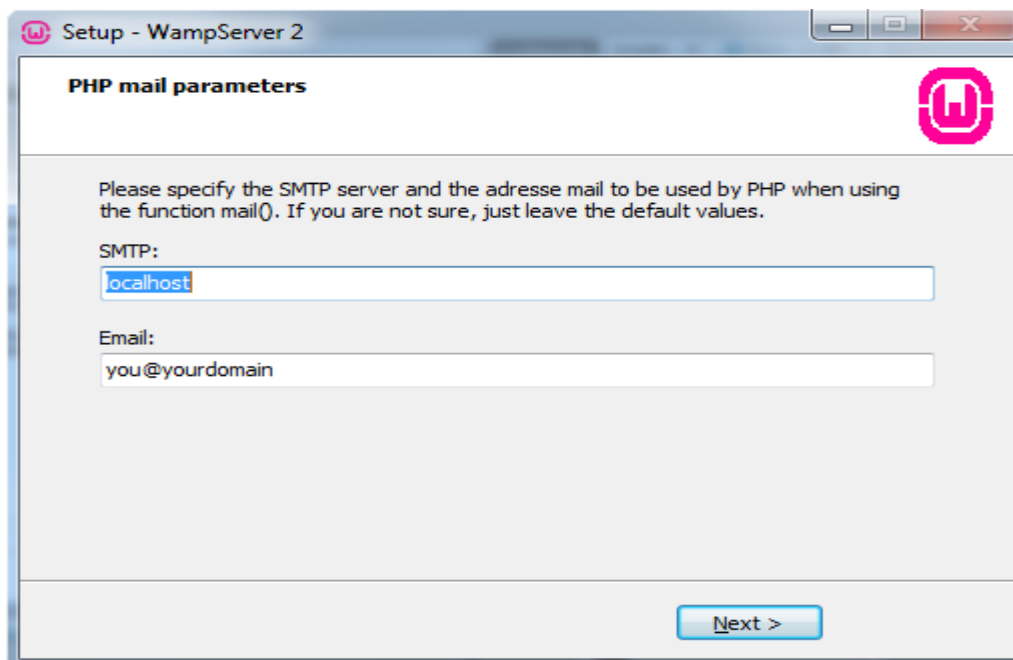 Setup - WampServer 2
PHP mail parameters
Please specify the SMTP server and the adresse mail to be used by PHP when using
the function mail(). If you are not sure, just leave the default values.
SMTP:
localhost
Email:
you@yourdomain
Next >